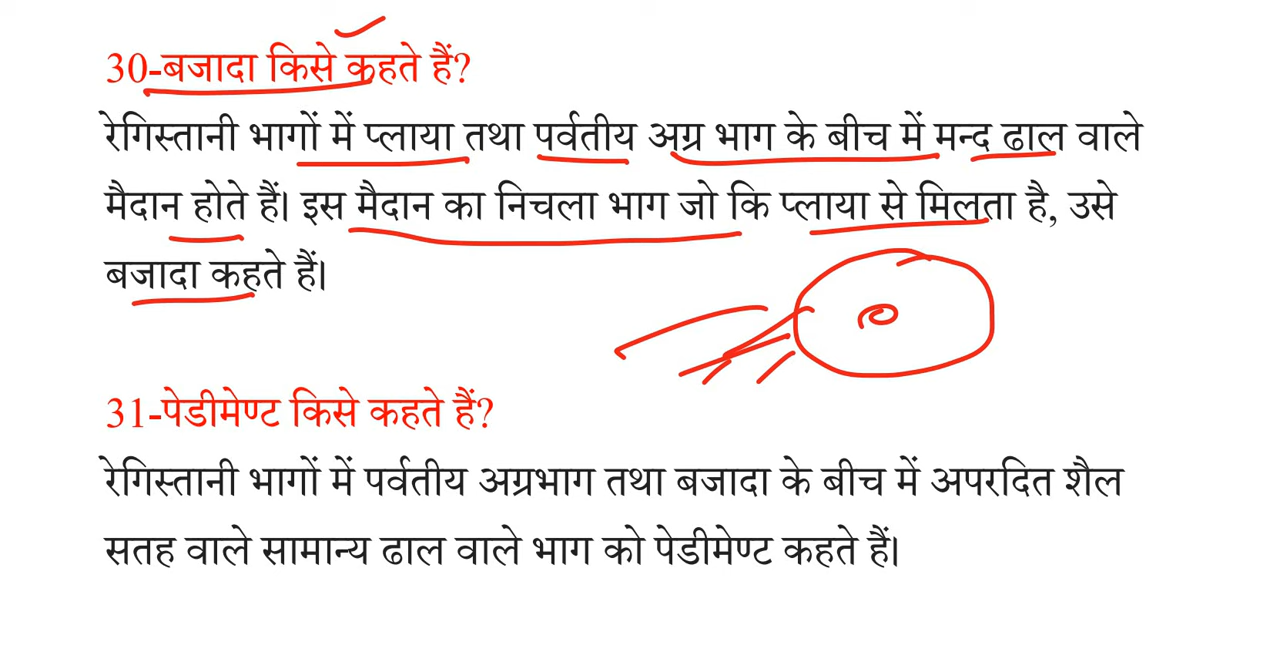 30-बजादा किसे कहते हैं?
रेगिस्तानी भागों में प्लाया तथा पर्वतीय अग्र भाग के बीच में मन्द ढाल वाले
मैदान होते हैं। इस मैदान का निचला भाग जो कि प्लाया से मिलता है, उसे
बजादा कहते हैं।
31-पेडीमेण्ट किसे कहते हैं?
रेगिस्तानी भागों में पर्वतीय अग्रभाग तथा बजादा के बीच में अपरदित शैल
सतह वाले सामान्य ढाल वाले भाग को पेडीमेण्ट कहते हैं।